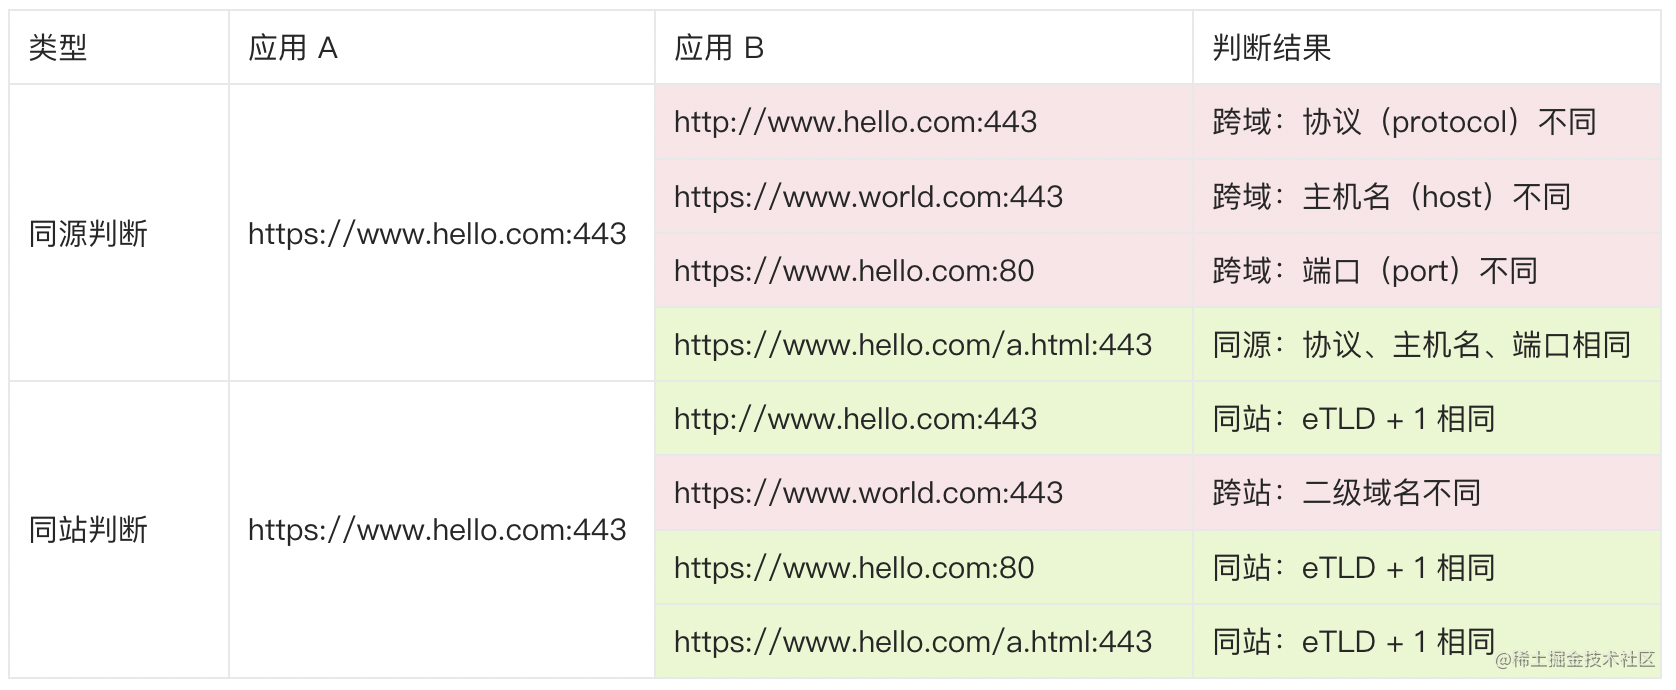 类型 应用 A 应用 B 判断结果
同源判断 https://www.hello.com:443 http://www.hello.com:443 跨域：协议（protocol）不同
https://www.world.com:443 跨域：主机名（host）不同
https://www.hello.com:80 跨域：端口（port）不同
https://www.hello.com/a.html:443 同源：协议、主机名、端口相同
同站判断 https://www.hello.com:443 http://www.hello.com:443 同站：eTLD + 1 相同
https://www.world.com:443 跨站：二级域名不同
https://www.hello.com:80 同站：eTLD + 1 相同
https://www.hello.com/a.html:443 同站：eTLD + 1 相同
@稀土掘金技术社区